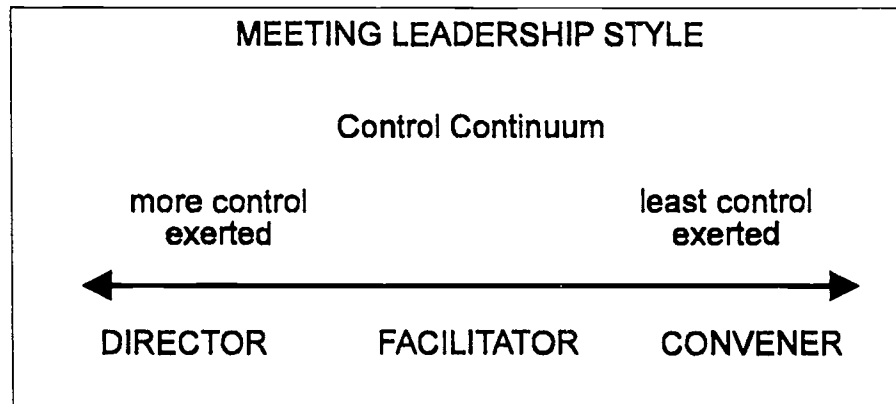 MEETING LEADERSHIP STYLE
Control Continuum
more control
exerted
least control
exerted
DIRECTOR FACILITATOR CONVENER